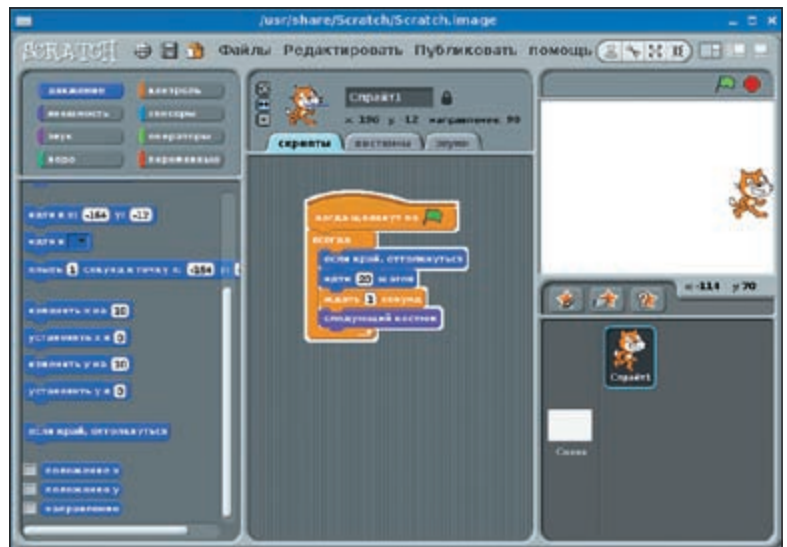 /usr/share/Scratch/Scratch.image
SCRATCH Файлы Редактировать Публиковать помощь
движение контроль
внешность сенсоры
звук операторы
перо переменные
Спрайт1
x: 196 y: -12 направление: 90
скрипты костюмы звуки
идти в x: -164 y: -12
идти в
плыть 1 секунд в точку x: -164 y:
изменить x на 10
установить x в 0
изменить y на 10
установить y в 0
если край, оттолкнуться
положение x
положение y
направление
когда щелкнут по
всегда
если край, оттолкнуться
идти 20 шагов
ждать 1 секунд
следующий костюм
x: -114 y: 70
Спрайт1
Сцена